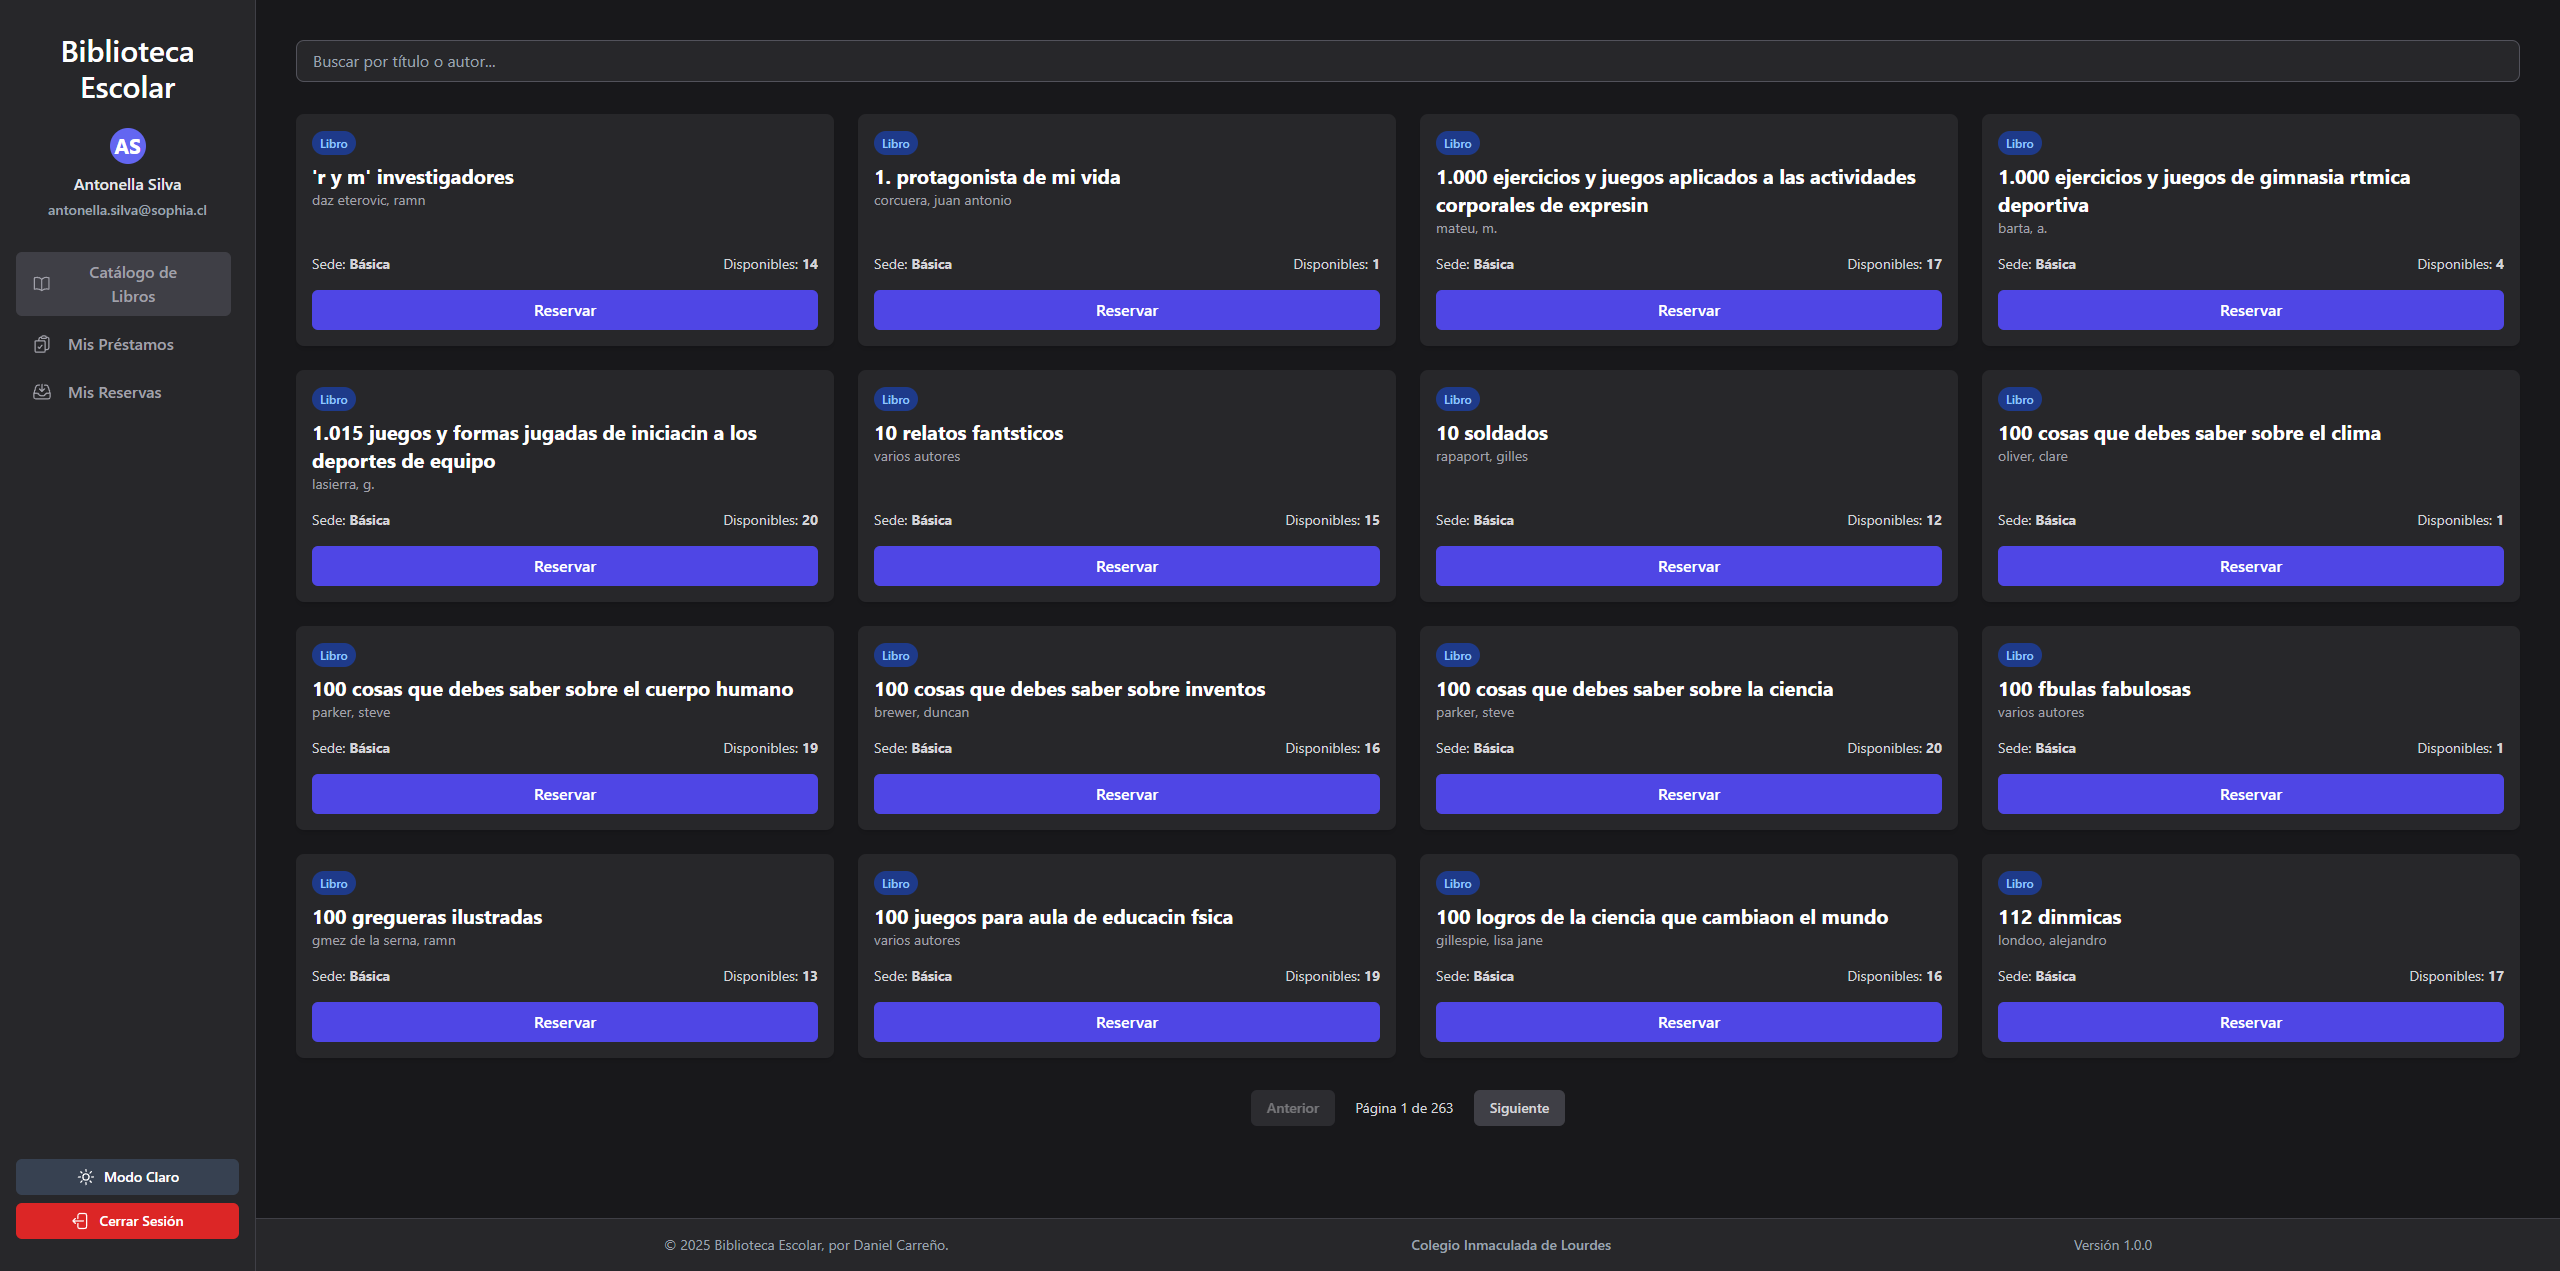 Biblioteca
Escolar
AS
Antonella Silva
antonella.silva@sophia.cl
Catálogo de
Libros
Mis Préstamos
Mis Reservas
Modo Claro
Cerrar Sesión
Buscar por título o autor...
Libro
'r y m' investigadores
daz eterovic, ramn
Sede: Básica Disponibles: 14
Reservar
Libro
1. protagonista de mi vida
corcuera, juan antonio
Sede: Básica Disponibles: 1
Reservar
Libro
1.000 ejercicios y juegos aplicados a las actividades
corporales de expresin
mateu, m.
Sede: Básica Disponibles: 17
Reservar
Libro
1.000 ejercicios y juegos de gimnasia rtmica
deportiva
barta, a.
Sede: Básica Disponibles: 4
Reservar
Libro
1.015 juegos y formas jugadas de iniciacin a los
deportes de equipo
lasierra, g.
Sede: Básica Disponibles: 20
Reservar
Libro
10 relatos fantsticos
varios autores
Sede: Básica Disponibles: 15
Reservar
Libro
10 soldados
rapaport, gilles
Sede: Básica Disponibles: 12
Reservar
Libro
100 cosas que debes saber sobre el clima
oliver, clare
Sede: Básica Disponibles: 1
Reservar
Libro
100 cosas que debes saber sobre el cuerpo humano
parker, steve
Sede: Básica Disponibles: 19
Reservar
Libro
100 cosas que debes saber sobre inventos
brewer, duncan
Sede: Básica Disponibles: 16
Reservar
Libro
100 cosas que debes saber sobre la ciencia
parker, steve
Sede: Básica Disponibles: 20
Reservar
Libro
100 fbulas fabulosas
varios autores
Sede: Básica Disponibles: 1
Reservar
Libro
100 gregueras ilustradas
gmez de la serna, ramn
Sede: Básica Disponibles: 13
Reservar
Libro
100 juegos para aula de educacin fsica
varios autores
Sede: Básica Disponibles: 19
Reservar
Libro
100 logros de la ciencia que cambiaon el mundo
gillespie, lisa jane
Sede: Básica Disponibles: 16
Reservar
Libro
112 dinmicas
londoo, alejandro
Sede: Básica Disponibles: 17
Reservar
Anterior Página 1 de 263 Siguiente
© 2025 Biblioteca Escolar, por Daniel Carreño. Colegio Inmaculada de Lourdes Versión 1.0.0